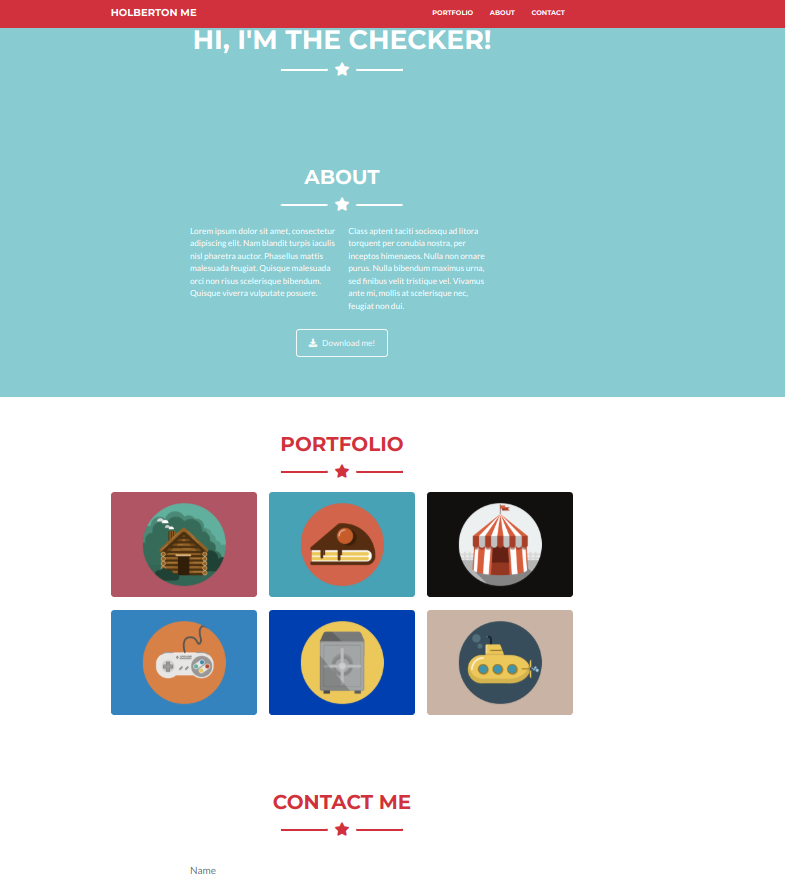 HOLBERTON ME
PORTFOLIO ABOUT CONTACT
HI, I'M THE CHECKER!
ABOUT
Lorem ipsum dolor sit amet, consectetur
adipiscing elit. Nam blandit turpis iaculis
nisl pharetra auctor. Phasellus mattis
malesuada feugiat. Quisque malesuada
orci non risus scelerisque bibendum.
Quisque viverra vulputate posuere.
Class aptent taciti sociosqu ad litora
torquent per conubia nostra, per
inceptos himenaeos. Nulla non ornare
purus. Nulla bibendum maximus urna,
sed finibus velit tristique vel. Vivamus
ante mi, mollis at scelerisque nec,
feugiat non dui.
Download me!
PORTFOLIO
CONTACT ME
Name